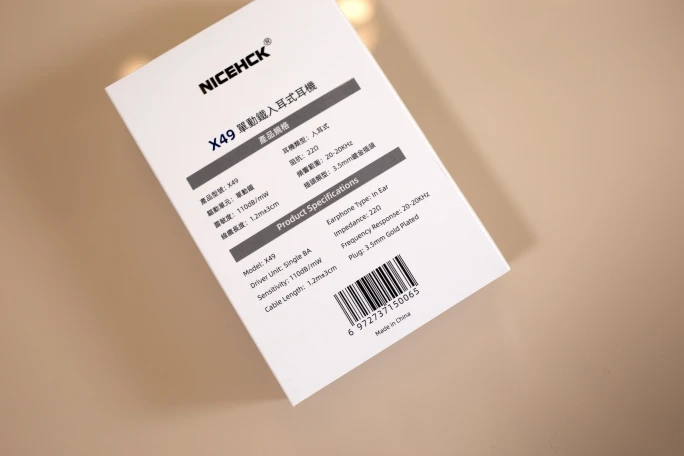 NICEHCK®
X49 單動鐵入耳式耳機
產品規格
產品型號: X49
耳機類型: 入耳式
驅動單元: 單動鐵
阻抗: 22Ω
靈敏度: 110dB/mW
頻響範圍: 20-20KHz
線農長度: 1.2m±3cm
插頭類型: 3.5mm鍍金插頭
Product Specifications
Model: X49
Earphone Type: In Ear
Driver Unit: Single BA
Impedance: 22Ω
Sensitivity: 110dB/mW
Frequency Response: 20-20KHz
Cable Length: 1.2m±3cm
Plug: 3.5mm Gold Plated
6 972737150065
Made in China